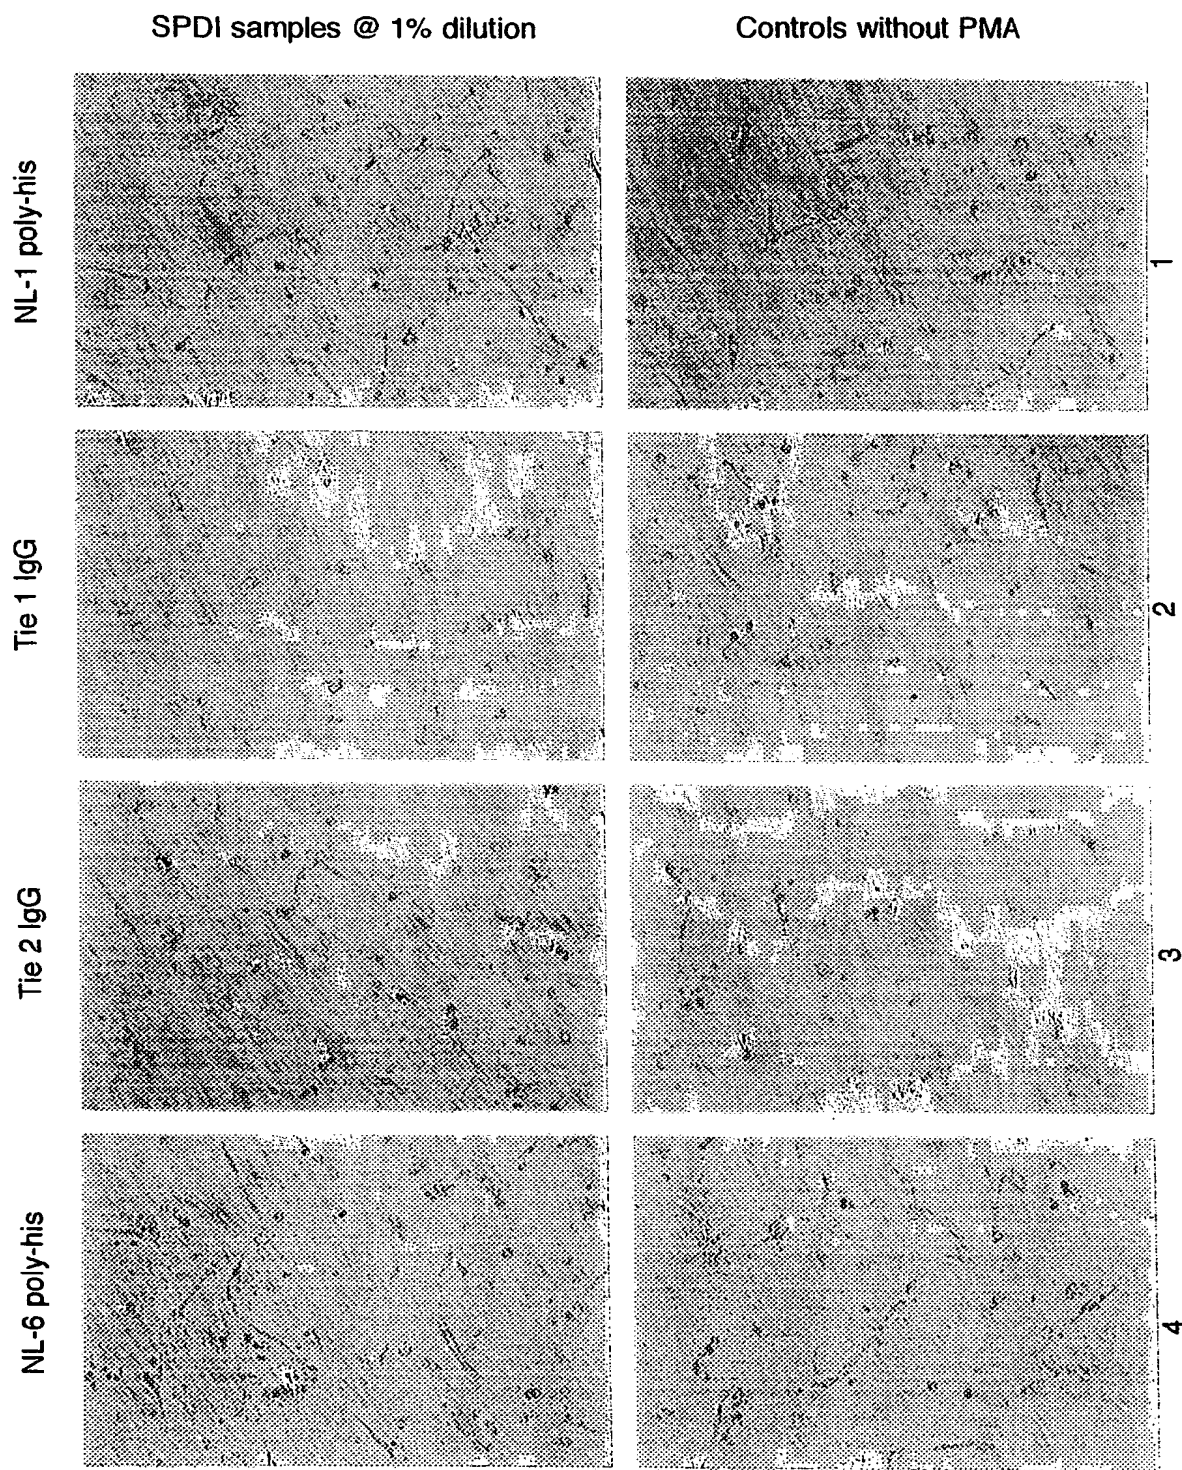 SPDI samples @ 1% dilution
Controls without PMA
NL-1 poly-his
1
Tie 1 IgG
2
Tie 2 IgG
3
NL-6 poly-his
4